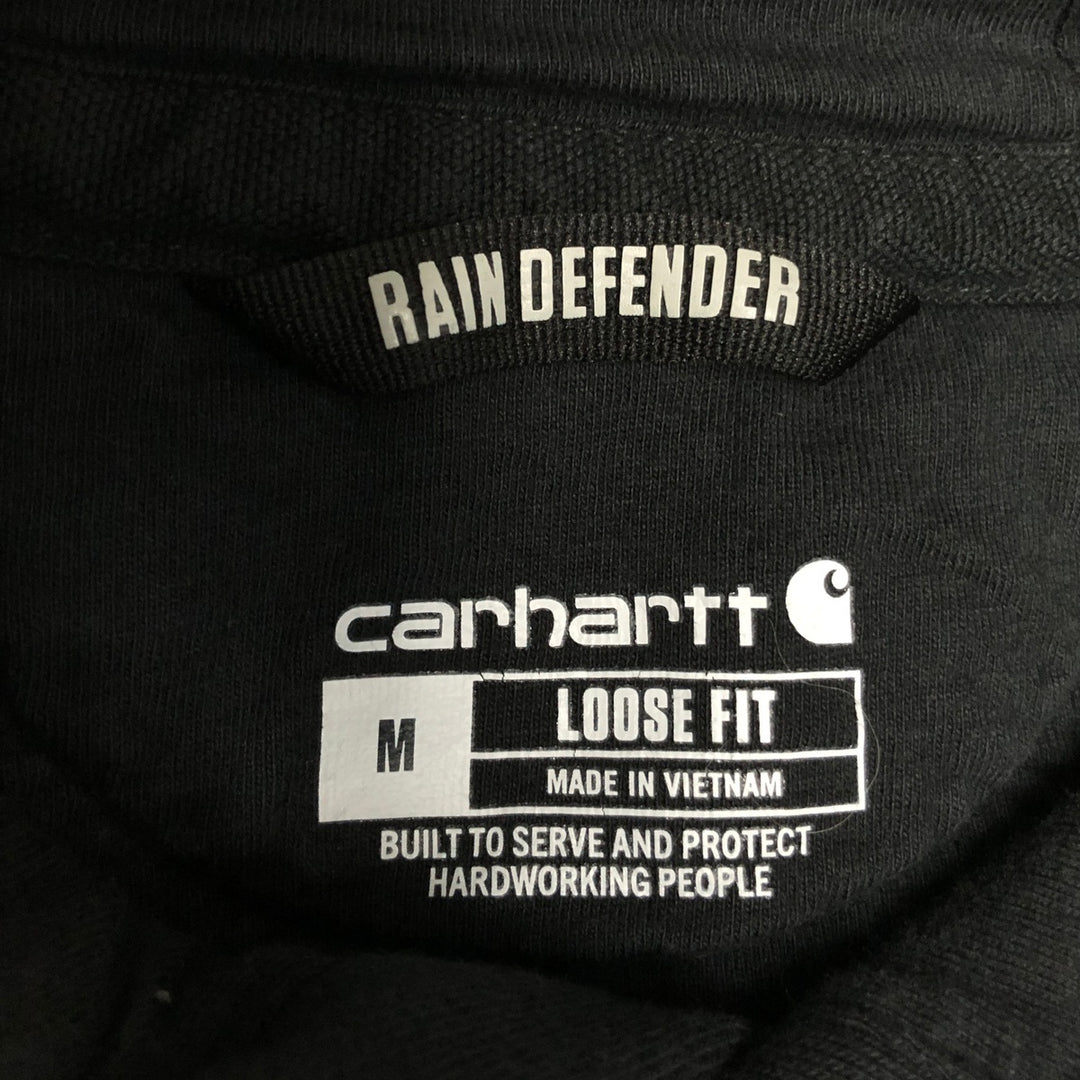 RAIN DEFENDER
carhartt
M
LOOSE FIT
MADE IN VIETNAM
BUILT TO SERVE AND PROTECT
HARDWORKING PEOPLE